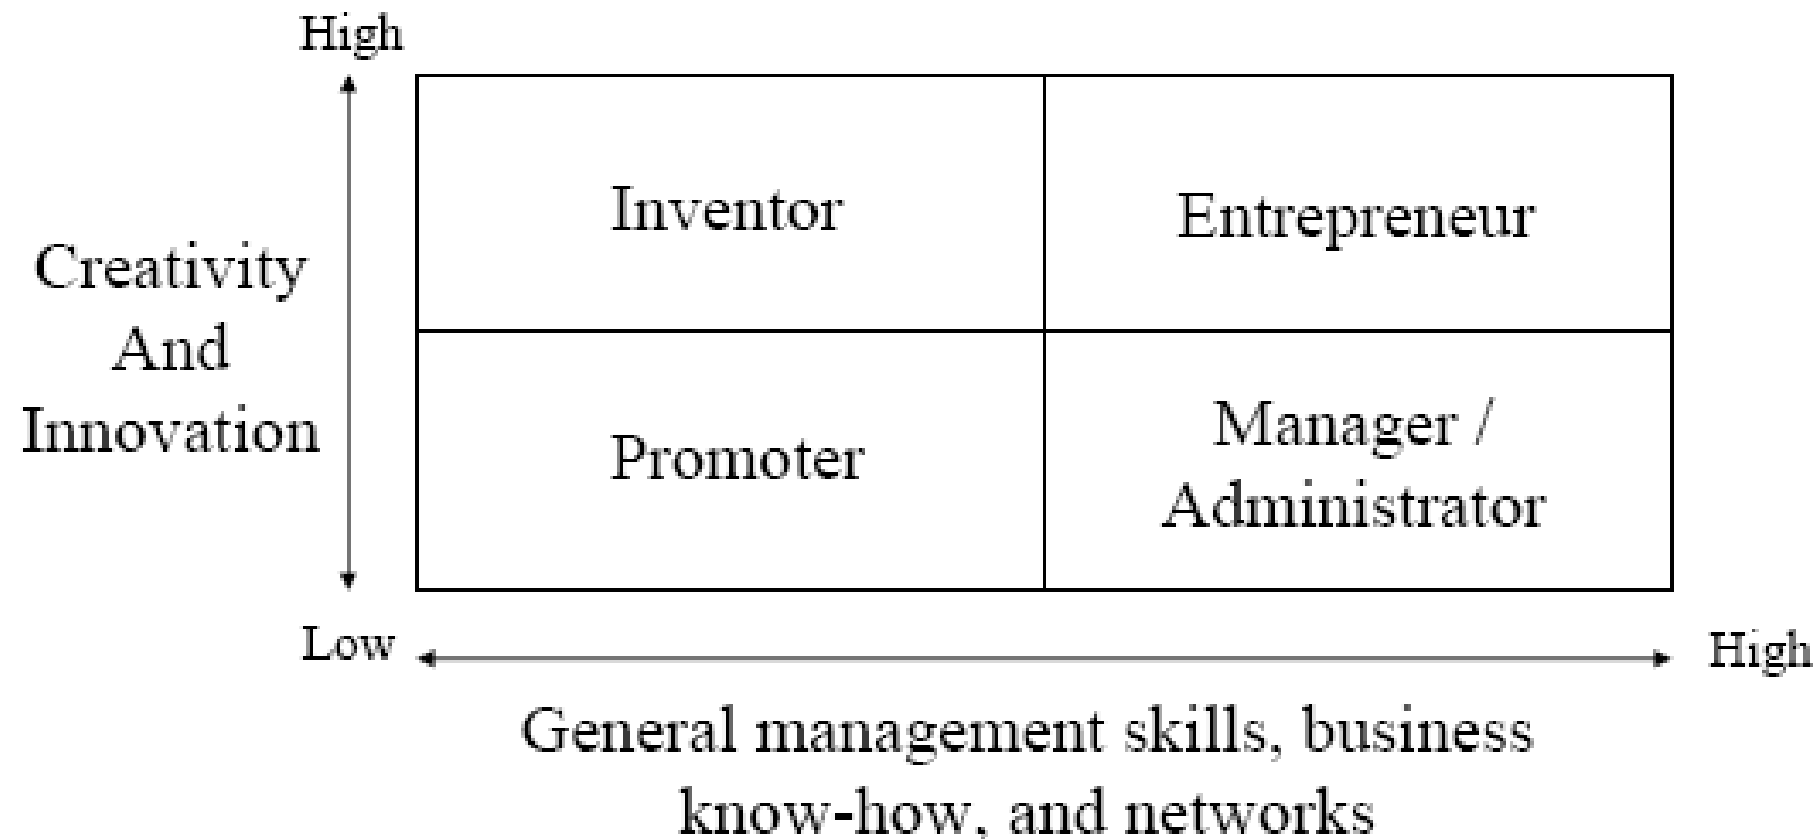 High
Inventor
Entrepreneur
Creativity
And
Innovation
Promoter
Manager /
Administrator
Low
High
General management skills, business
know-how, and networks